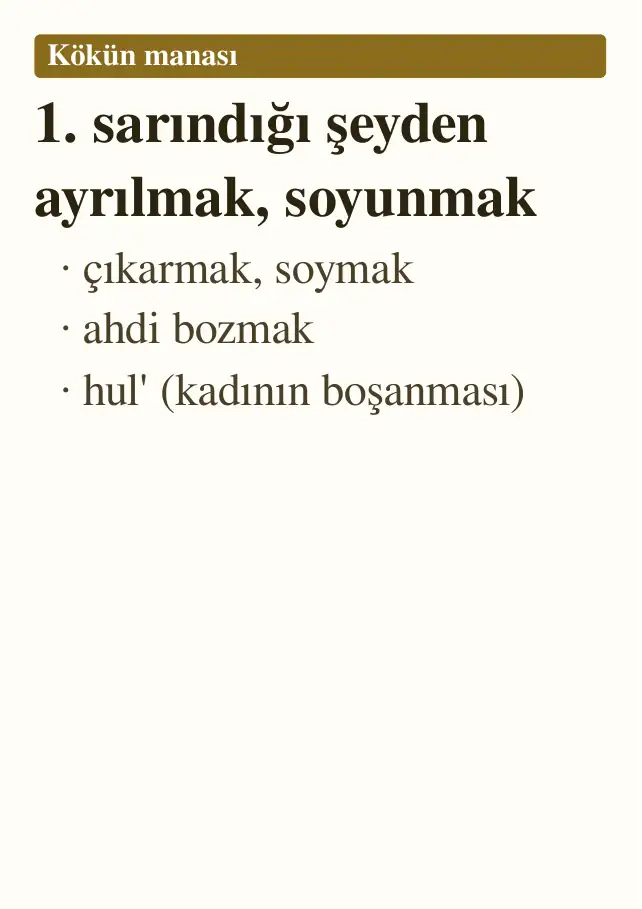 Kökün manası
1. sarındığı şeyden
ayrılmak, soyunmak
· çıkarmak, soymak
· ahdi bozmak
· hul' (kadının boşanması)